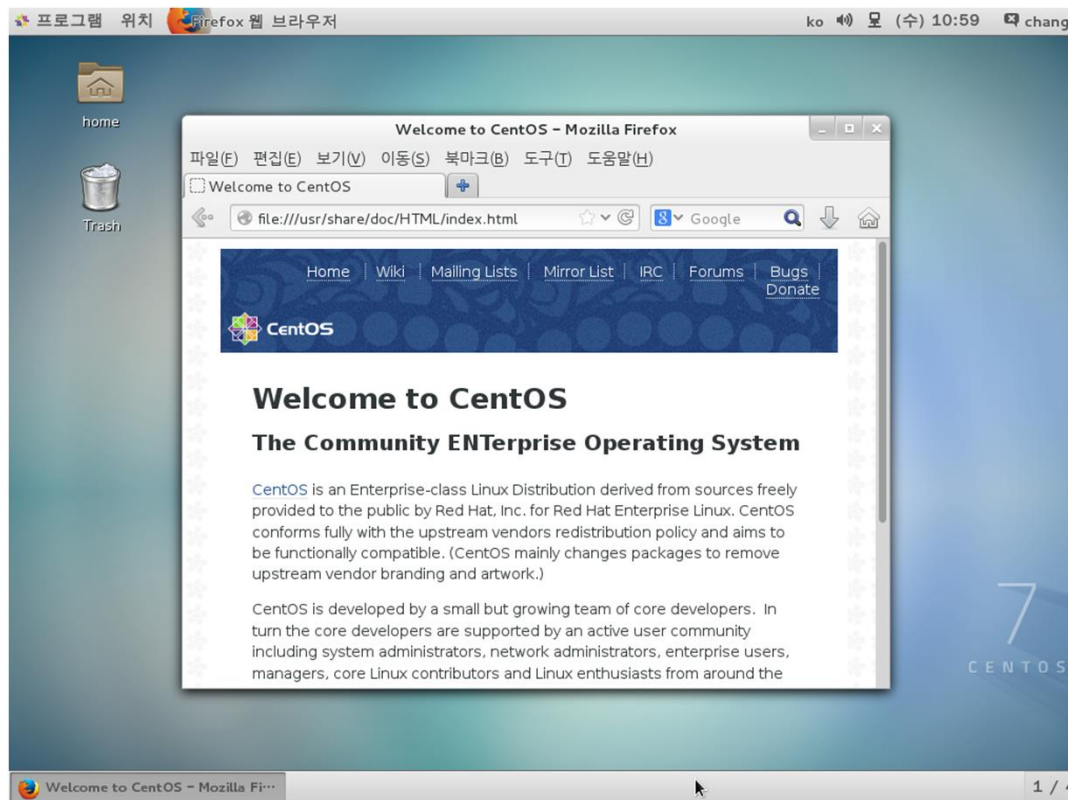 프로그램 위치 Firefox 웹 브라우저 ko (수) 10:59 chang
home
Trash
Welcome to CentOS - Mozilla Firefox
파일(F) 편집(E) 보기(V) 이동(S) 북마크(B) 도구(T) 도움말(H)
Welcome to CentOS
file:///usr/share/doc/HTML/index.html Google
Home Wiki Mailing Lists Mirror List IRC Forums Bugs
Donate
CentOS
Welcome to CentOS
The Community ENTerprise Operating System
CentOS is an Enterprise-class Linux Distribution derived from sources freely
provided to the public by Red Hat, Inc. for Red Hat Enterprise Linux. CentOS
conforms fully with the upstream vendors redistribution policy and aims to
be functionally compatible. (CentOS mainly changes packages to remove
upstream vendor branding and artwork.)
CentOS is developed by a small but growing team of core developers. In
turn the core developers are supported by an active user community
including system administrators, network administrators, enterprise users,
managers, core Linux contributors and Linux enthusiasts from around the
7
CENTOS
Welcome to CentOS - Mozilla Fi···
1 /